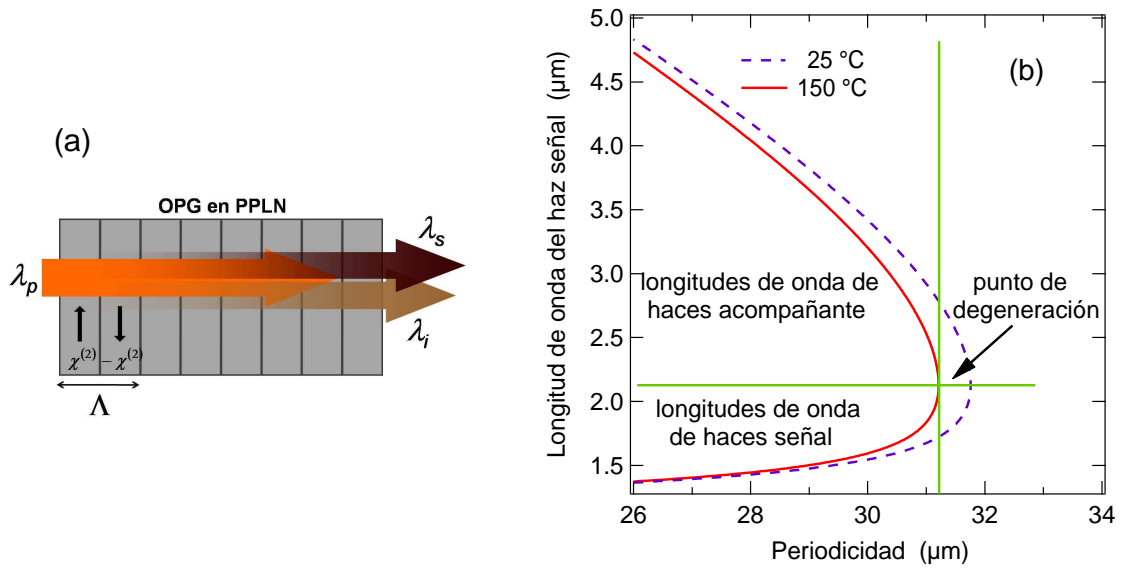 (a)
OPG en PPLN
λp
λs
λi
χ(2) – χ(2)
Λ
(b)
Longitud de onda del haz señal (µm)
5.0
4.5
4.0
3.5
3.0
2.5
2.0
1.5
25 °C
150 °C
longitudes de onda de
haces acompañante
punto de
degeneración
longitudes de onda
de haces señal
26
28
30
32
34
Periodicidad (µm)